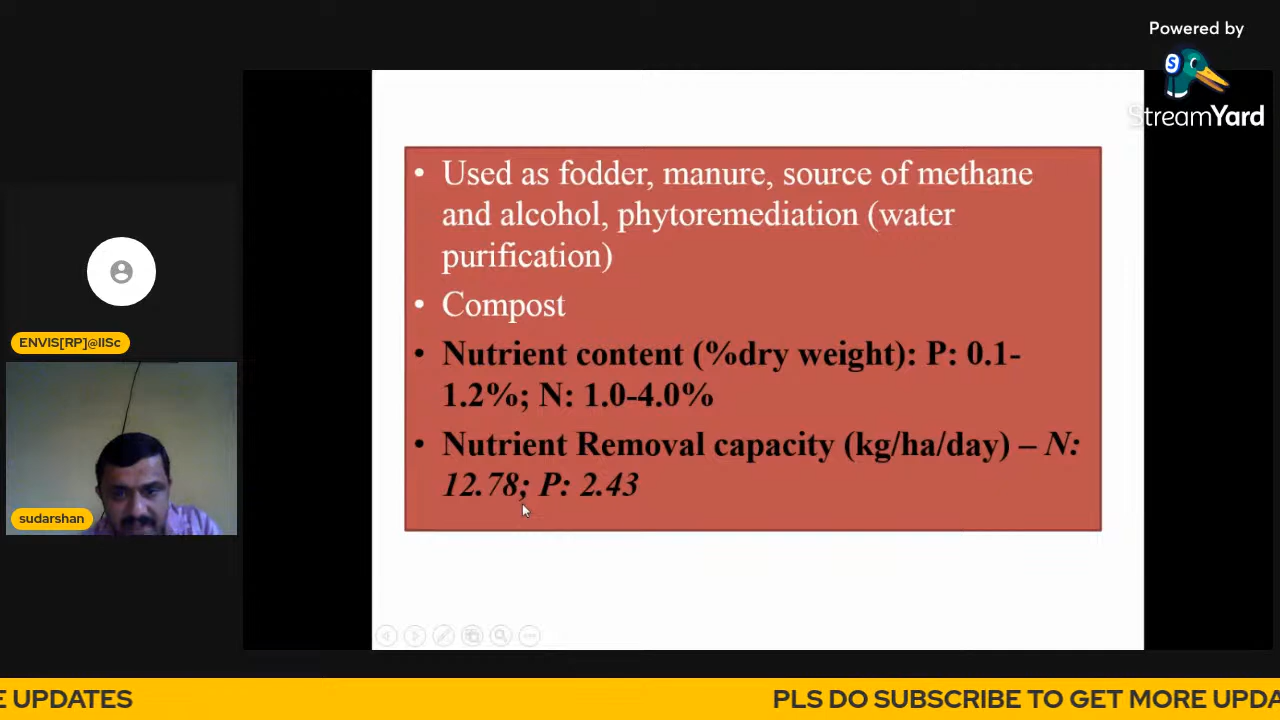 Powered by
StreamYard
• Used as fodder, manure, source of methane
and alcohol, phytoremediation (water
purification)
• Compost
• Nutrient content (%dry weight): P: 0.1-
1.2%; N: 1.0-4.0%
• Nutrient Removal capacity (kg/ha/day) – N:
12.78; P: 2.43
ENVIS[RP]@IISc
sudarshan
E UPDATES
PLS DO SUBSCRIBE TO GET MORE UPDA